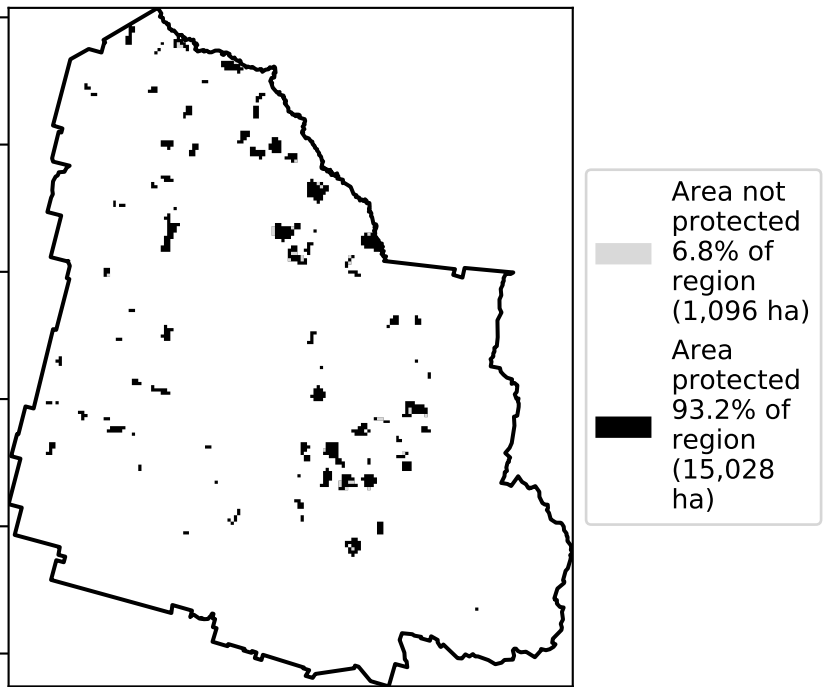 Area not
protected
6.8% of
region
(1,096 ha)
Area
protected
93.2% of
region
(15,028
ha)